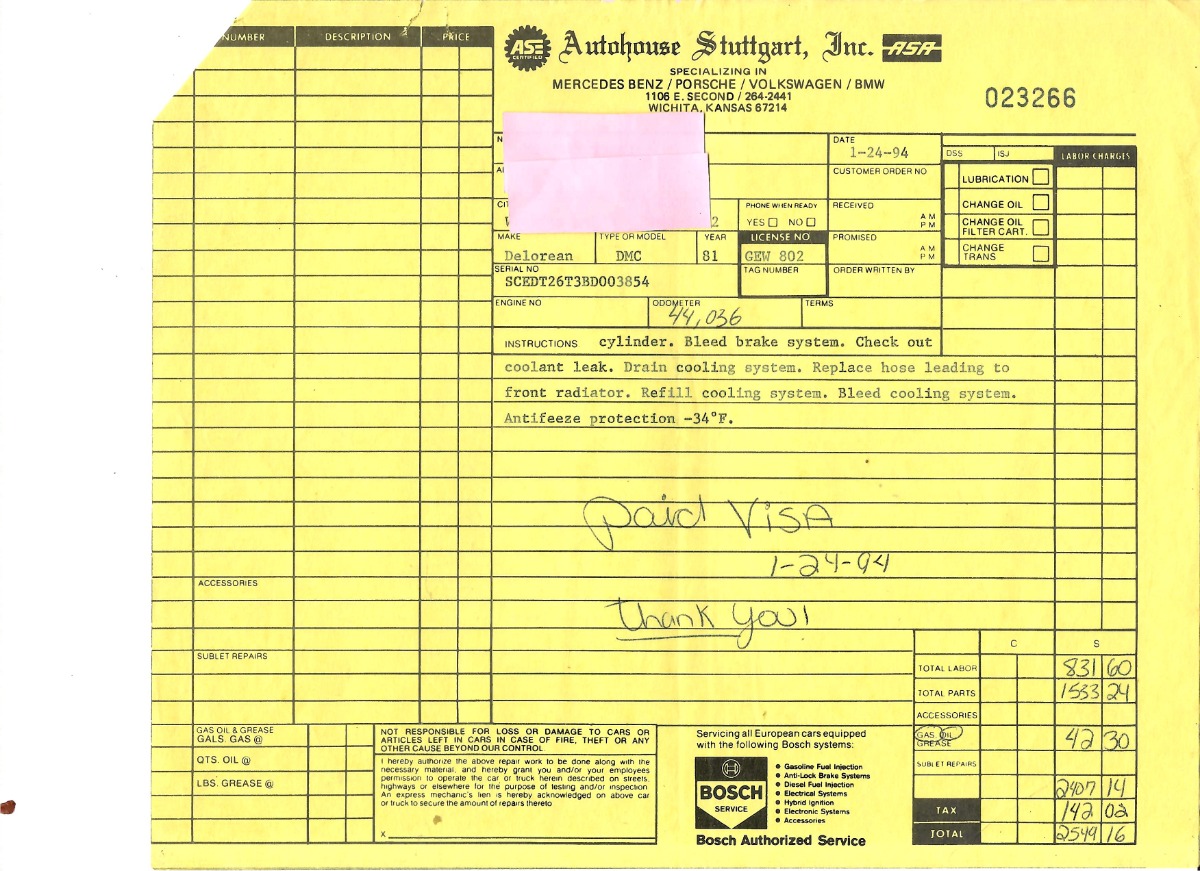 NUMBER DESCRIPTION PRICE
ASE CERTIFIED
Autohouse Stuttgart, Inc. ASA
SPECIALIZING IN
MERCEDES BENZ / PORSCHE / VOLKSWAGEN / BMW
1106 E. SECOND / 264-2441
WICHITA, KANSAS 67214
023266
DATE
1-24-94
DSS ISJ LABOR CHARGES
CUSTOMER ORDER NO
LUBRICATION
CHANGE OIL
CHANGE OIL
FILTER CART.
CHANGE
TRANS
PHONE WHEN READY
YES NO
RECEIVED
A M
P M
2
MAKE TYPE OR MODEL YEAR LICENSE NO PROMISED
A M
P M
Delorean DMC 81 GEW 802
SERIAL NO TAG NUMBER ORDER WRITTEN BY
SCEDT26T3BD003854
ENGINE NO ODOMETER TERMS
44,036
INSTRUCTIONS cylinder. Bleed brake system. Check out
coolant leak. Drain cooling system. Replace hose leading to
front radiator. Refill cooling system. Bleed cooling system.
Antifeeze protection -34°F.
Paid VISA
1-24-94
Thank You!
ACCESSORIES
SUBLET REPAIRS
C S
TOTAL LABOR 831 60
TOTAL PARTS 1533 24
ACCESSORIES
GAS OIL
GREASE 42 30
SUBLET REPAIRS
2407 14
TAX 142 02
TOTAL 2549 16
GAS OIL & GREASE
GALS. GAS @
QTS. OIL @
LBS. GREASE @
NOT RESPONSIBLE FOR LOSS OR DAMAGE TO CARS OR
ARTICLES LEFT IN CARS IN CASE OF FIRE, THEFT OR ANY
OTHER CAUSE BEYOND OUR CONTROL
I hereby authorize the above repair work to be done along with the
necessary material, and hereby grant you and/or your employees
permission to operate the car or truck herein described on streets,
highways or elsewhere for the purpose of testing and/or inspection
An express mechanic's lien is hereby acknowledged on above car
or truck to secure the amount of repairs thereto
X
Servicing all European cars equipped
with the following Bosch systems:
BOSCH
SERVICE
• Gasoline Fuel Injection
• Anti-Lock Brake Systems
• Diesel Fuel Injection
• Electrical Systems
• Hybrid Ignition
• Electronic Systems
• Accessories
Bosch Authorized Service